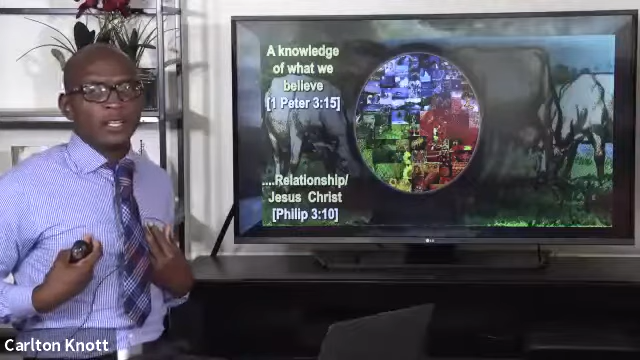 A knowledge
of what we
believe
[1 Peter 3:15]
....Relationship/
Jesus Christ
[Philip 3:10]
LG
Carlton Knott